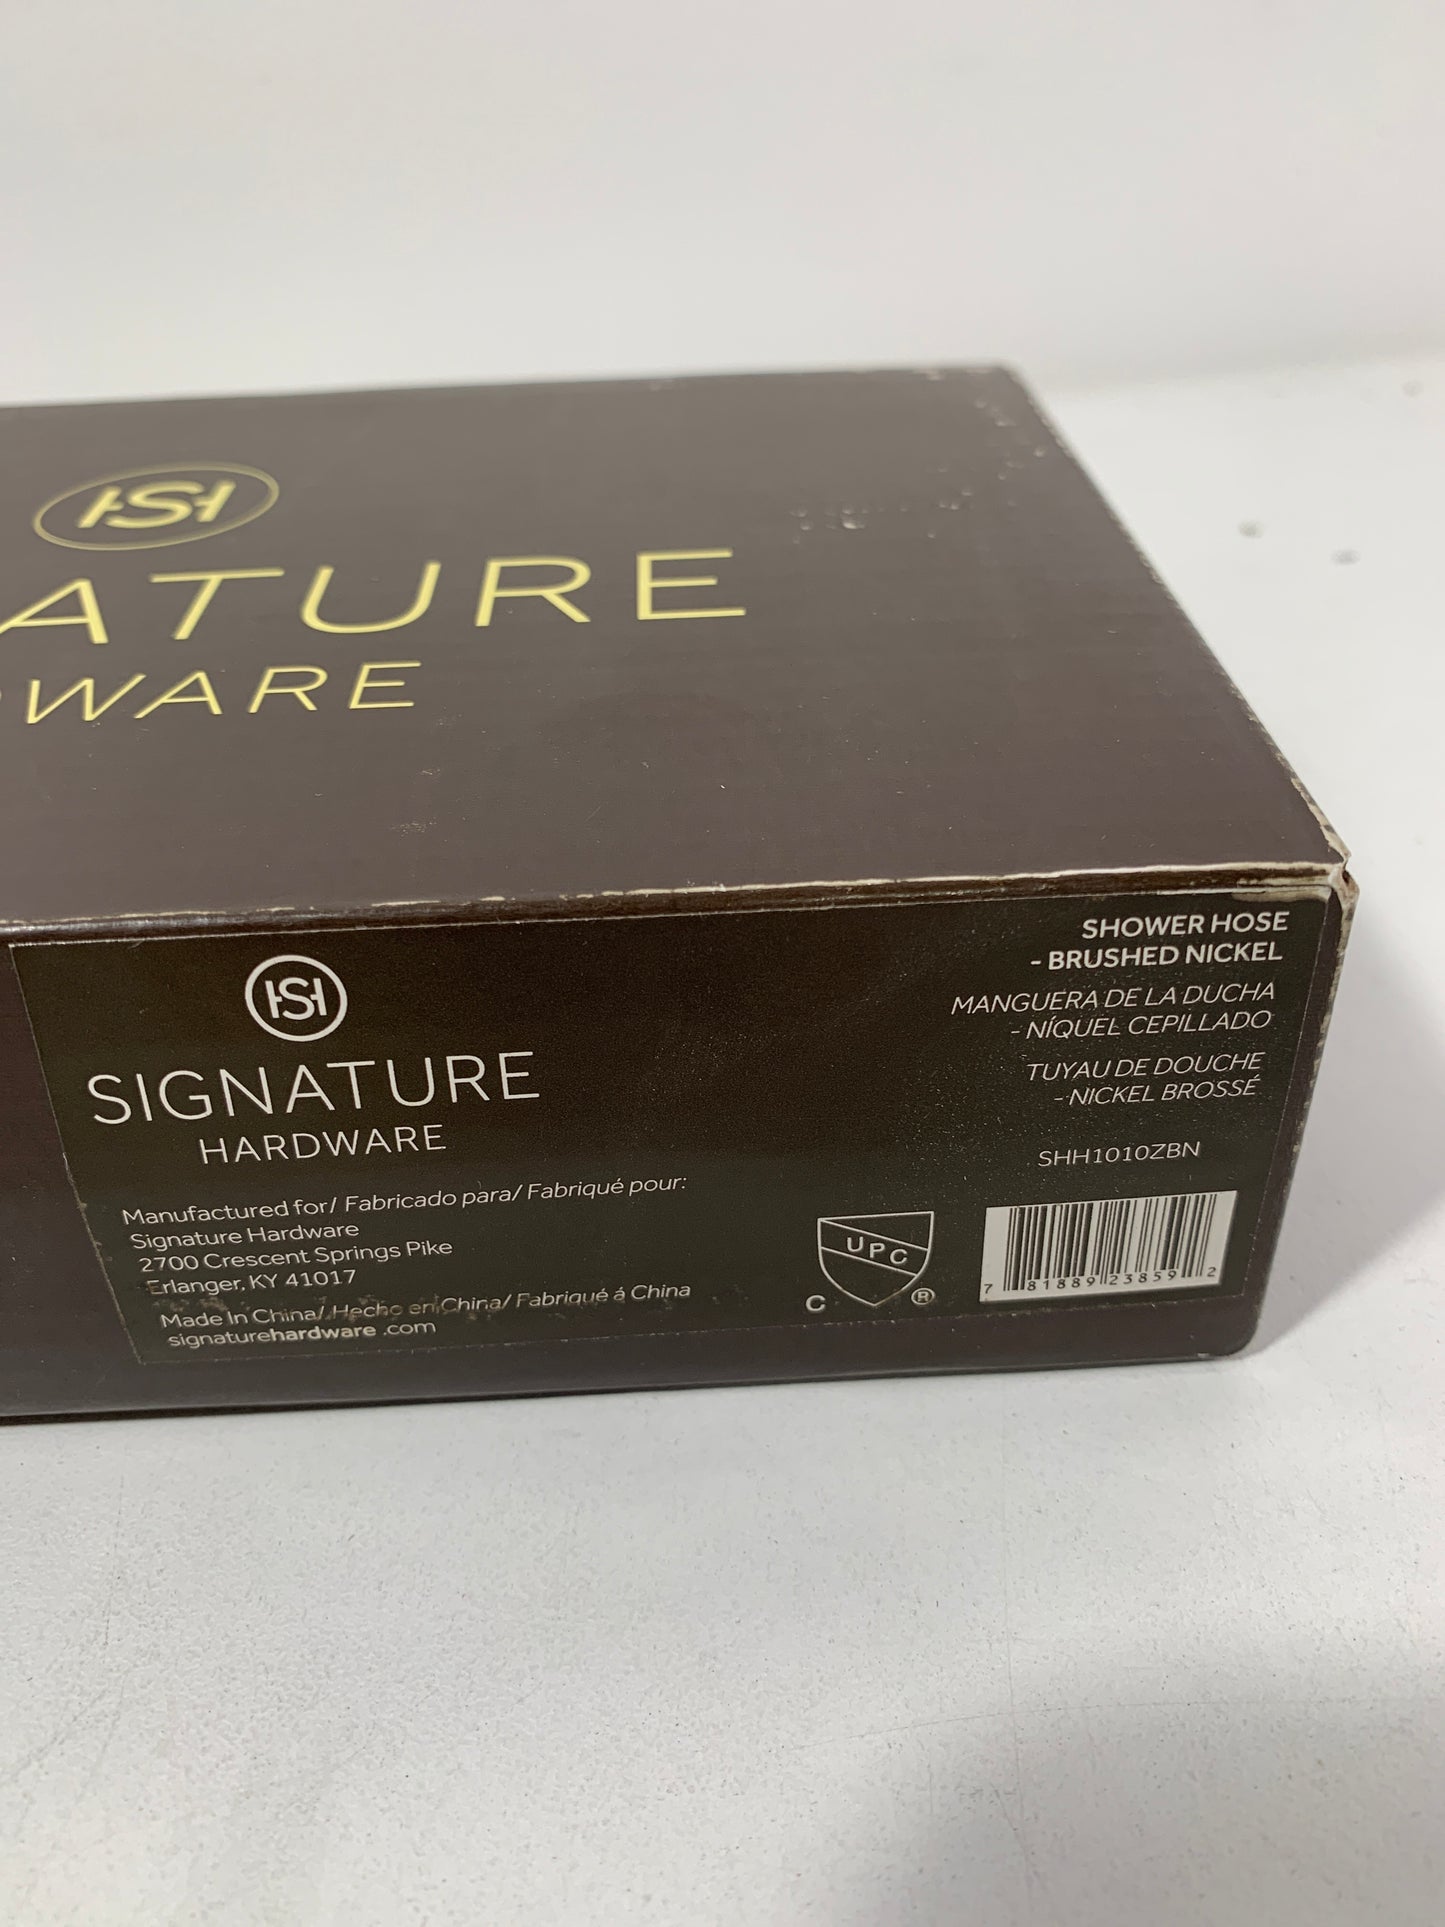 HS
ATURE
WARE
HS
SIGNATURE
HARDWARE
Manufactured for/ Fabricado para/ Fabriqué pour:
Signature Hardware
2700 Crescent Springs Pike
Erlanger, KY 41017
Made In China/ Hecho en China/ Fabriqué á China
signaturehardware.com
SHOWER HOSE
- BRUSHED NICKEL
MANGUERA DE LA DUCHA
- NÍQUEL CEPILLADO
TUYAU DE DOUCHE
- NICKEL BROSSÉ
SHH1010ZBN
UPC
C ®
7 81889 23859 2